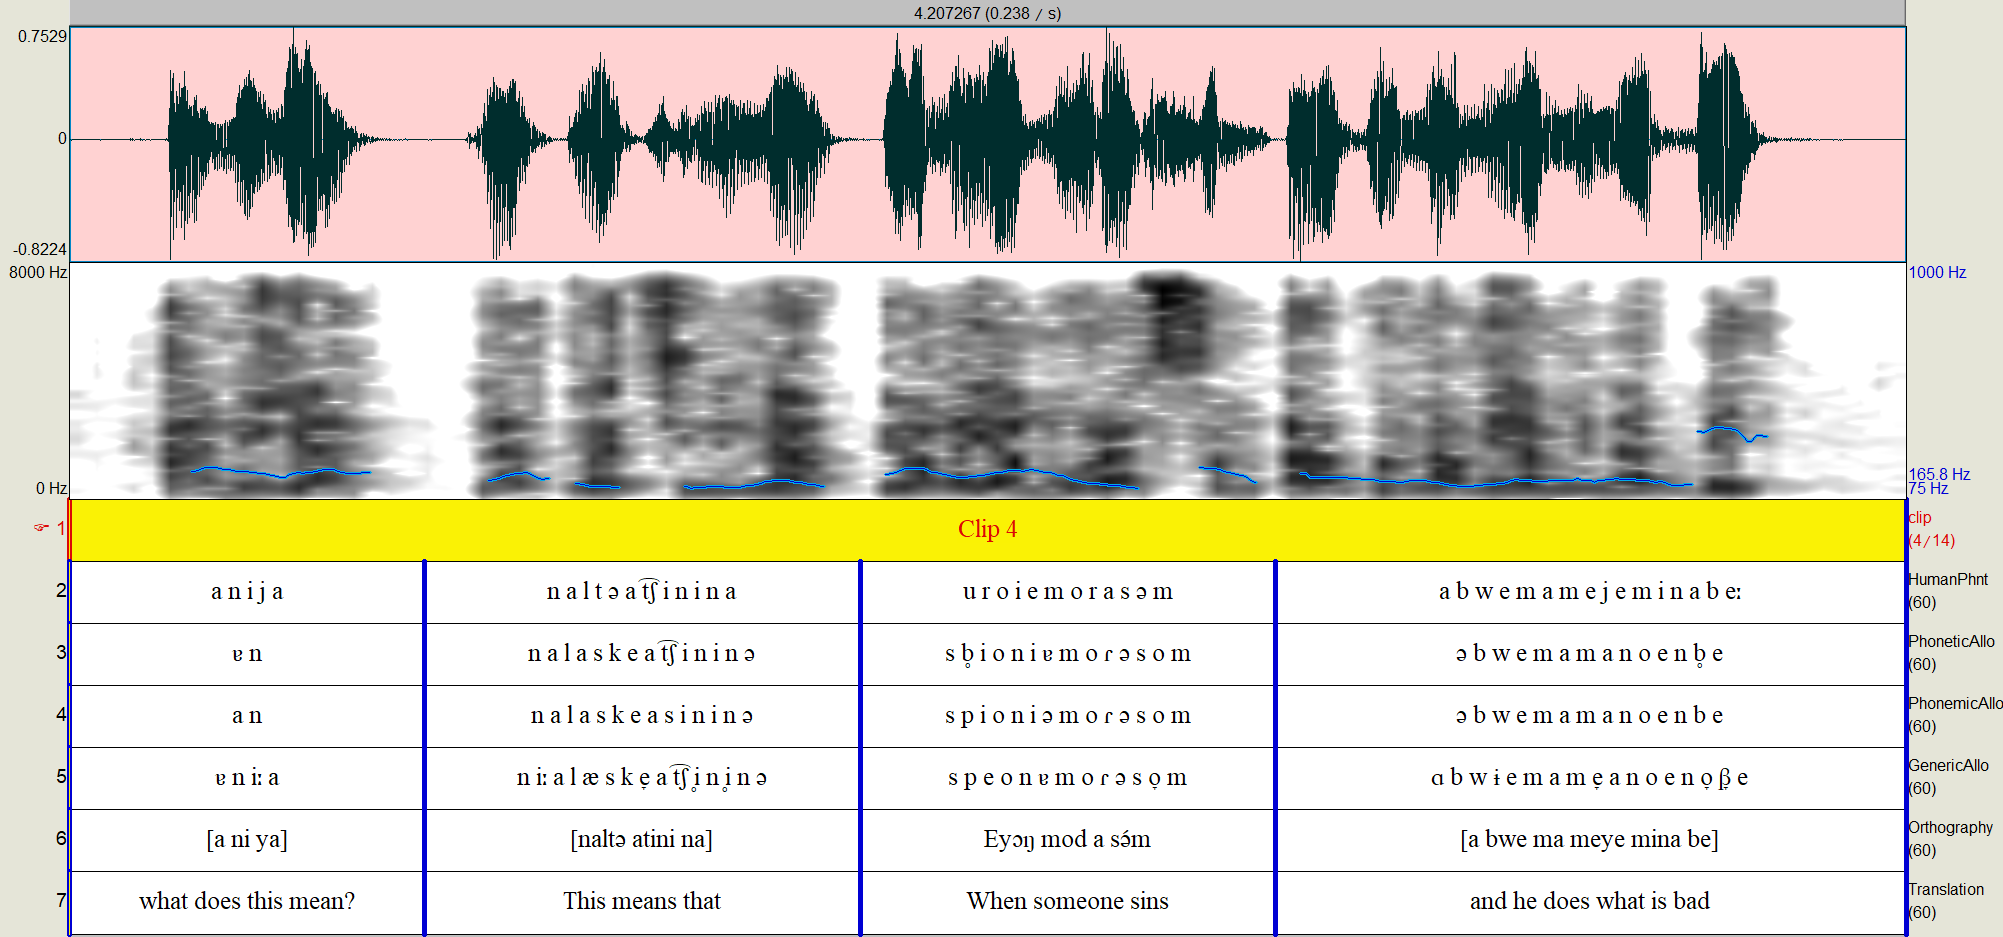 4.207267 (0.238 / s)
0.7529
0
-0.8224
8000 Hz
1000 Hz
165.8 Hz
0 Hz
75 Hz
☞ 1
Clip 4
clip
(4/14)
2
a n i j a
n a l t ə a t͡ʃ i n i n a
u r o i e m o r a s ə m
a b w e m a m e j e m i n a b eː
HumanPhnt
(60)
3
ɐ n
n a l a s k e a t͡ʃ i n i n ə
s b̥ i o n i ɐ m o ɾ ə s o m
ə b w e m a m a n o e n b̥ e
PhoneticAllo
(60)
4
a n
n a l a s k e a s i n i n ə
s p i o n i ə m o ɾ ə s o m
ə b w e m a m a n o e n b e
PhonemicAllo
(60)
5
ɐ n iː a
n iː a l æ s k e̞ a t͡ʃ i̥ n i̥ n ə
s p e o n ɐ m o ɾ ə s o̞ m
ɑ b w ɨ e m a m e̞ a n o e n o̞ β̞ e
GenericAllo
(60)
6
[a ni ya]
[naltə atini na]
Eyɔŋ mod a sə́m
[a bwe ma meye mina be]
Orthography
(60)
7
what does this mean?
This means that
When someone sins
and he does what is bad
Translation
(60)